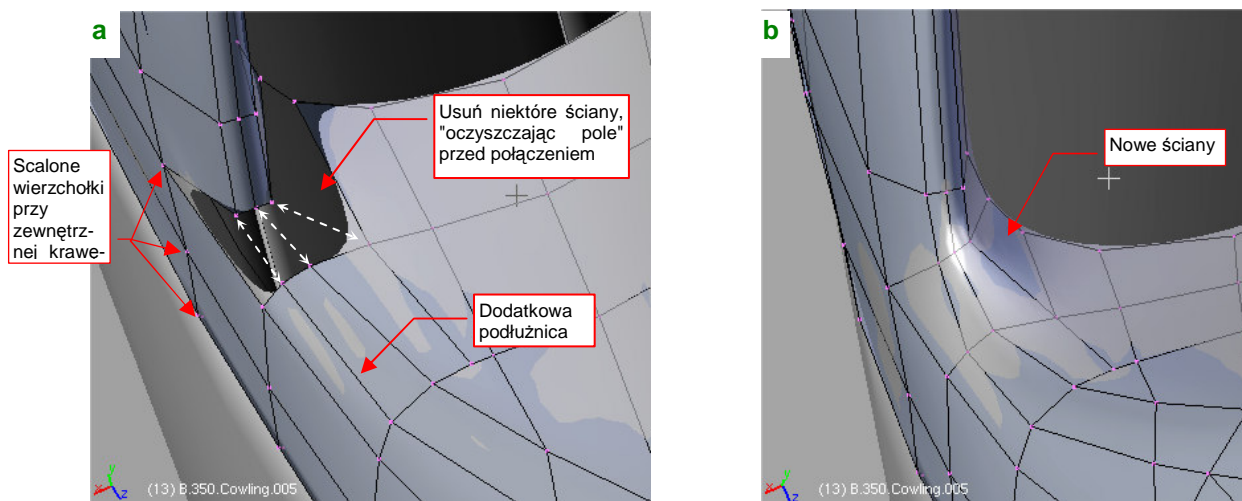 a
Usuń niektóre ściany,
"oczyszczając pole"
przed połączeniem
Scalone
wierzchołki
przy
zewnętrz-
nej krawe-
Dodatkowa
podłużnica
y
x
z
(13) B.350.Cowling.005
b
Nowe ściany
y
x
z
(13) B.350.Cowling.005